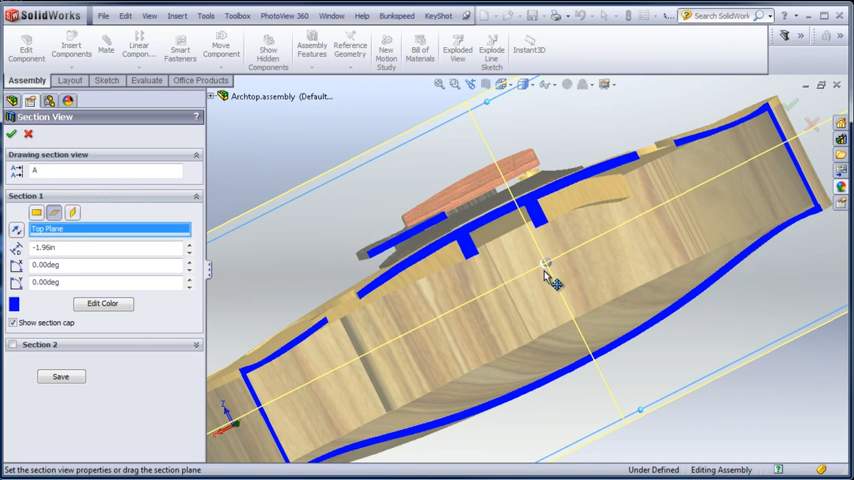 SOLIDWORKS
File Edit View Insert Tools Toolbox PhotoView 360 Window Help Bunkspeed KeyShot
Search SolidWork
Edit Component
Insert Components
Mate
Linear Compon...
Smart Fasteners
Move Component
Show Hidden Components
Assembly Features
Reference Geometry
New Motion Study
Bill of Materials
Exploded View
Explode Line Sketch
Instant3D
Assembly Layout Sketch Evaluate Office Products
Section View ?
Archtop.assembly (Default...
Drawing section view
A
Section 1
Top Plane
-1.96in
0.00deg
0.00deg
Edit Color
Show section cap
Section 2
Save
Z
X
Set the section view properties or drag the section plane
Under Defined
Editing Assembly